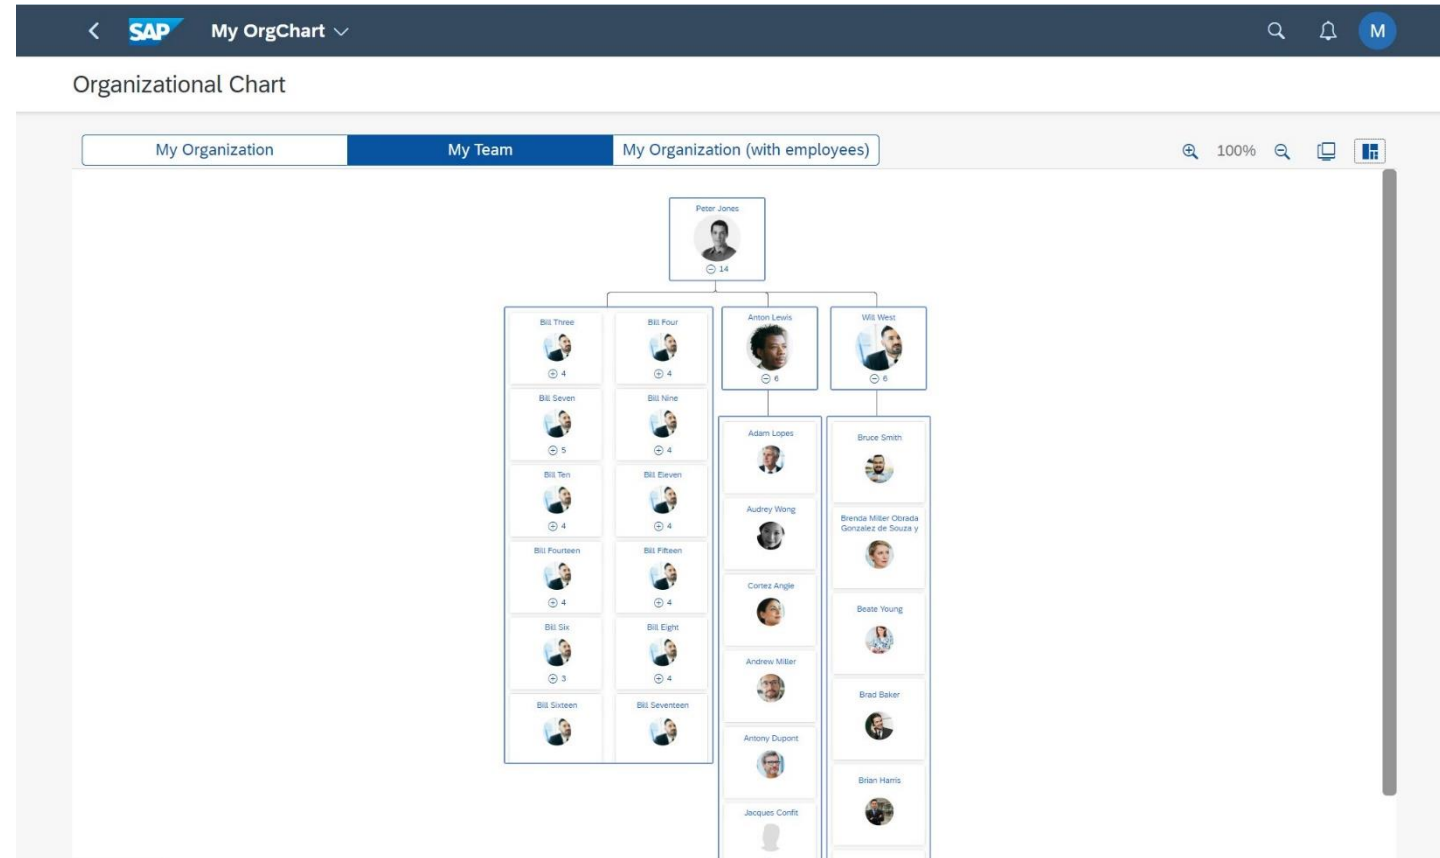 SAP My OrgChart M
Organizational Chart
My Organization My Team My Organization (with employees) 100%
Peter Jones
14
Bill Three Bill Four Anton Lewis Will West
4 4 6 6
Bill Seven Bill Nine
5 4
Adam Lopes Bruce Smith
Bill Ten Bill Eleven
4 4
Audrey Wong Brenda Miller Obrada
Gonzalez de Souza y
Bill Fourteen Bill Fifteen
4 4
Cortez Angie Beate Young
Bill Six Bill Eight
3 4
Andrew Miller Brad Baker
Bill Sixteen Bill Seventeen
Antony Dupont Brian Harris
Jacques Confit